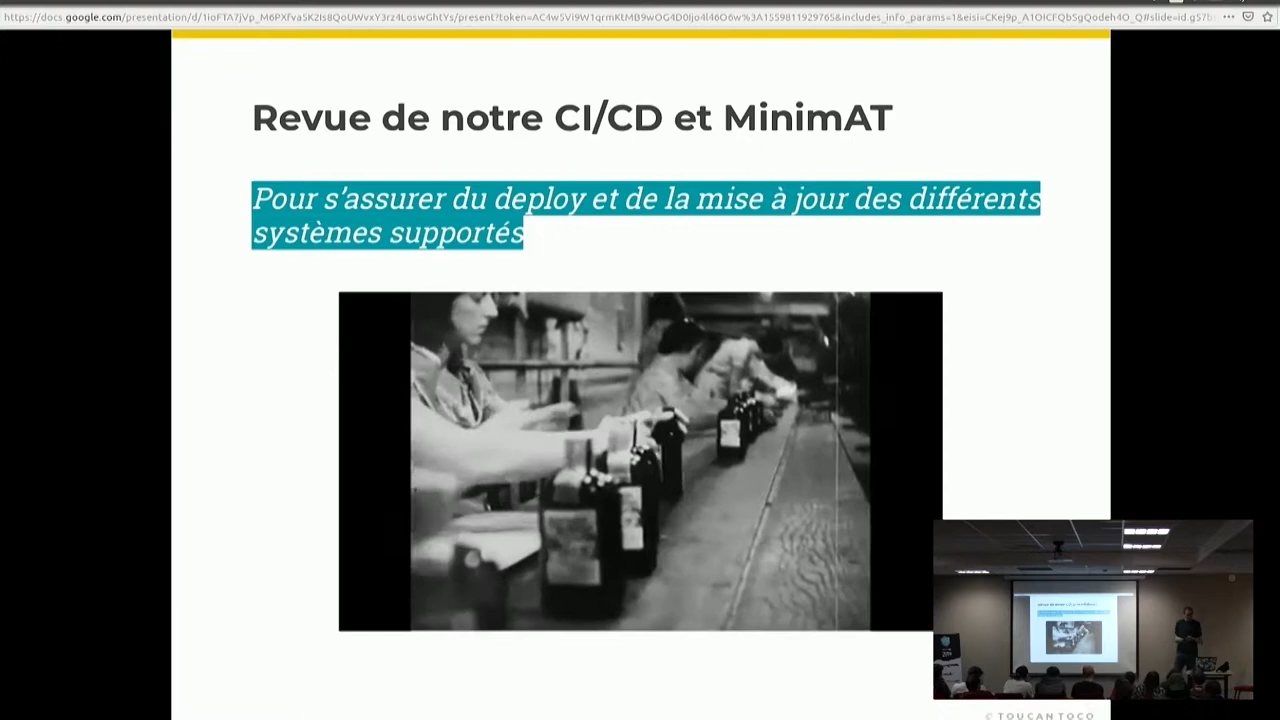 Revue de notre CI/CD et MinimAT
Pour s'assurer du deploy et de la mise à jour des différents
systèmes supportés
© TOUCAN TOCO